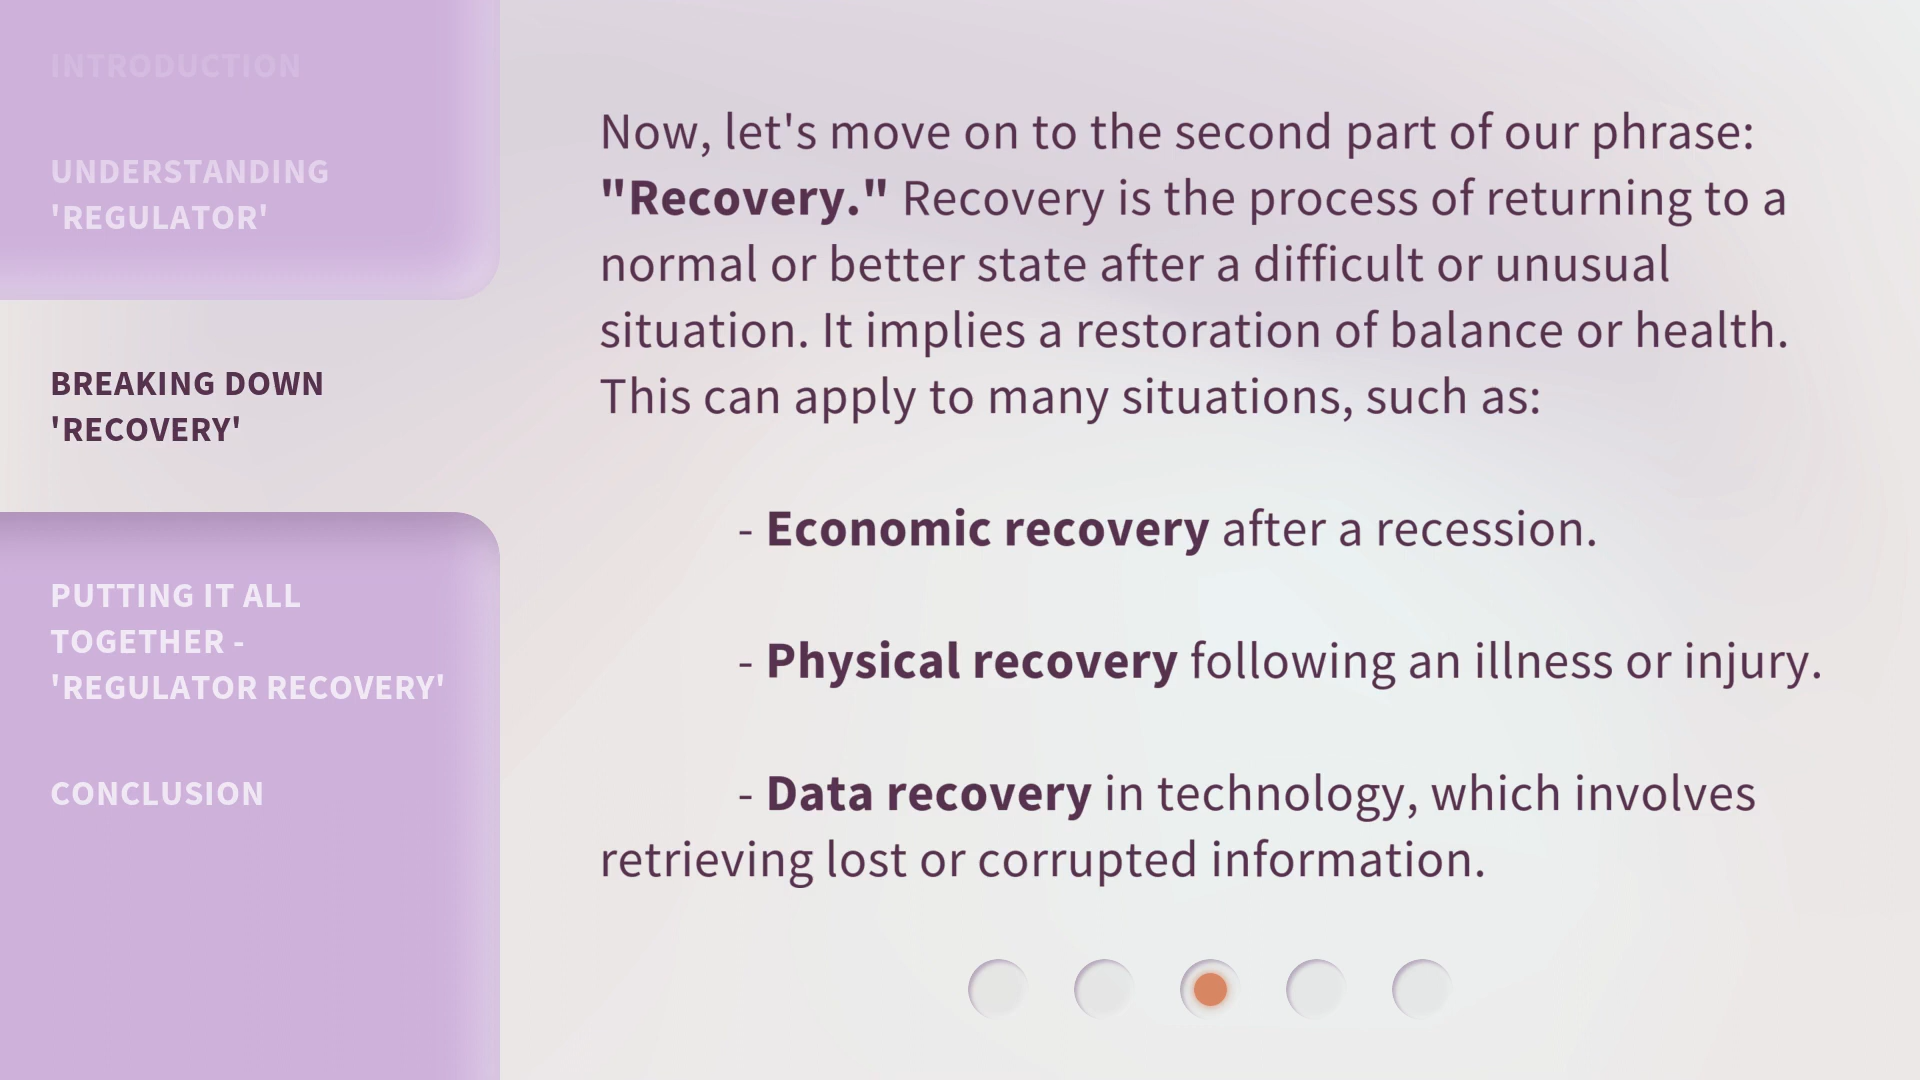 INTRODUCTION
UNDERSTANDING
'REGULATOR'
BREAKING DOWN
'RECOVERY'
PUTTING IT ALL
TOGETHER -
'REGULATOR RECOVERY'
CONCLUSION
Now, let's move on to the second part of our phrase:
"Recovery." Recovery is the process of returning to a
normal or better state after a difficult or unusual
situation. It implies a restoration of balance or health.
This can apply to many situations, such as:
- Economic recovery after a recession.
- Physical recovery following an illness or injury.
- Data recovery in technology, which involves
retrieving lost or corrupted information.